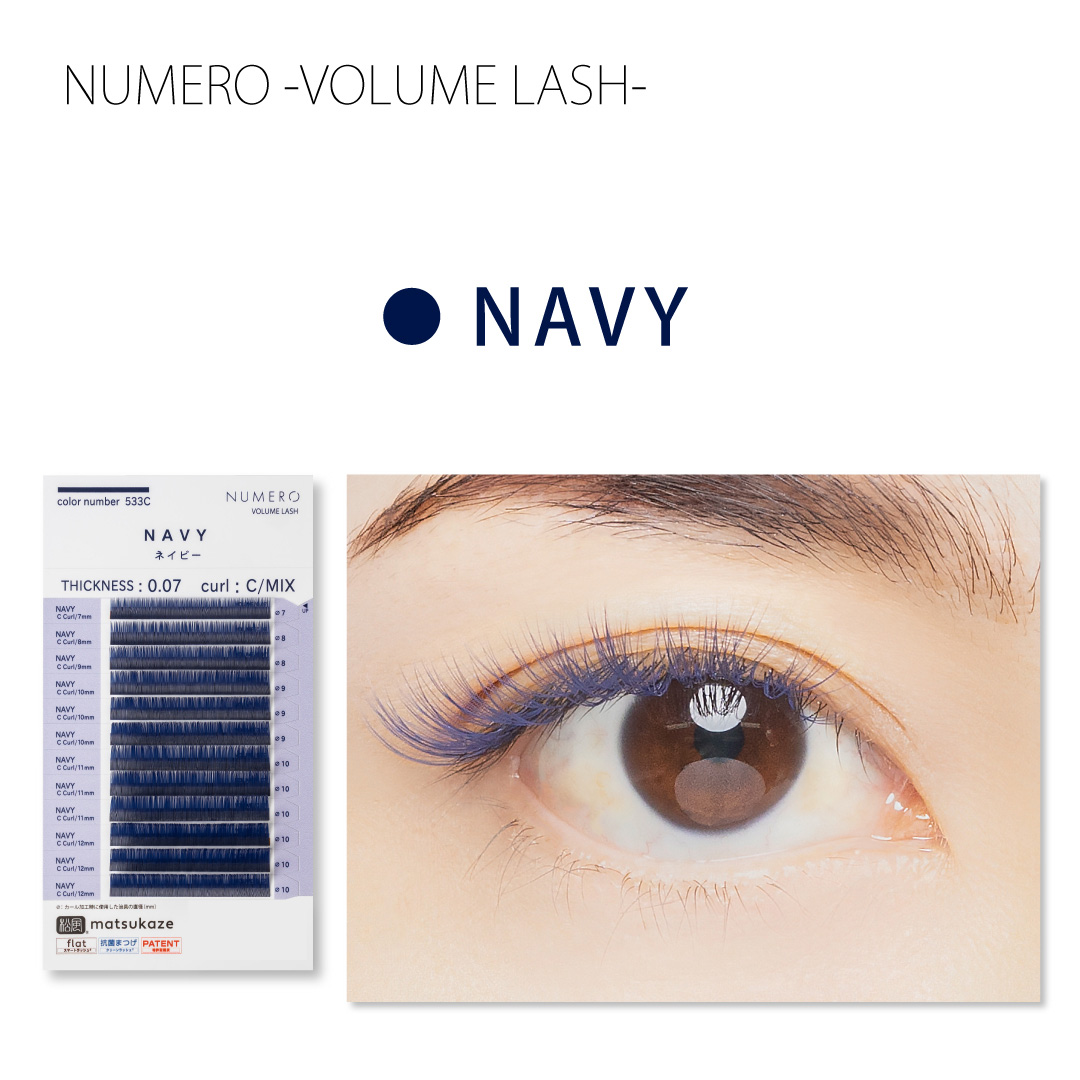 NUMERO -VOLUME LASH-
NAVY
color number 533C
NUMERO
VOLUME LASH
NAVY
ネイビー
THICKNESS : 0.07 curl : C/MIX
NAVY
C Curl/7mm
⌀7
NAVY
C Curl/8mm
⌀8
NAVY
C Curl/9mm
⌀8
NAVY
C Curl/10mm
⌀9
NAVY
C Curl/10mm
⌀9
NAVY
C Curl/10mm
⌀9
NAVY
C Curl/11mm
⌀10
NAVY
C Curl/11mm
⌀10
NAVY
C Curl/11mm
⌀10
NAVY
C Curl/12mm
⌀10
NAVY
C Curl/12mm
⌀10
NAVY
C Curl/12mm
⌀10
松風 matsukaze
flat
抗菌まつげ
PATENT